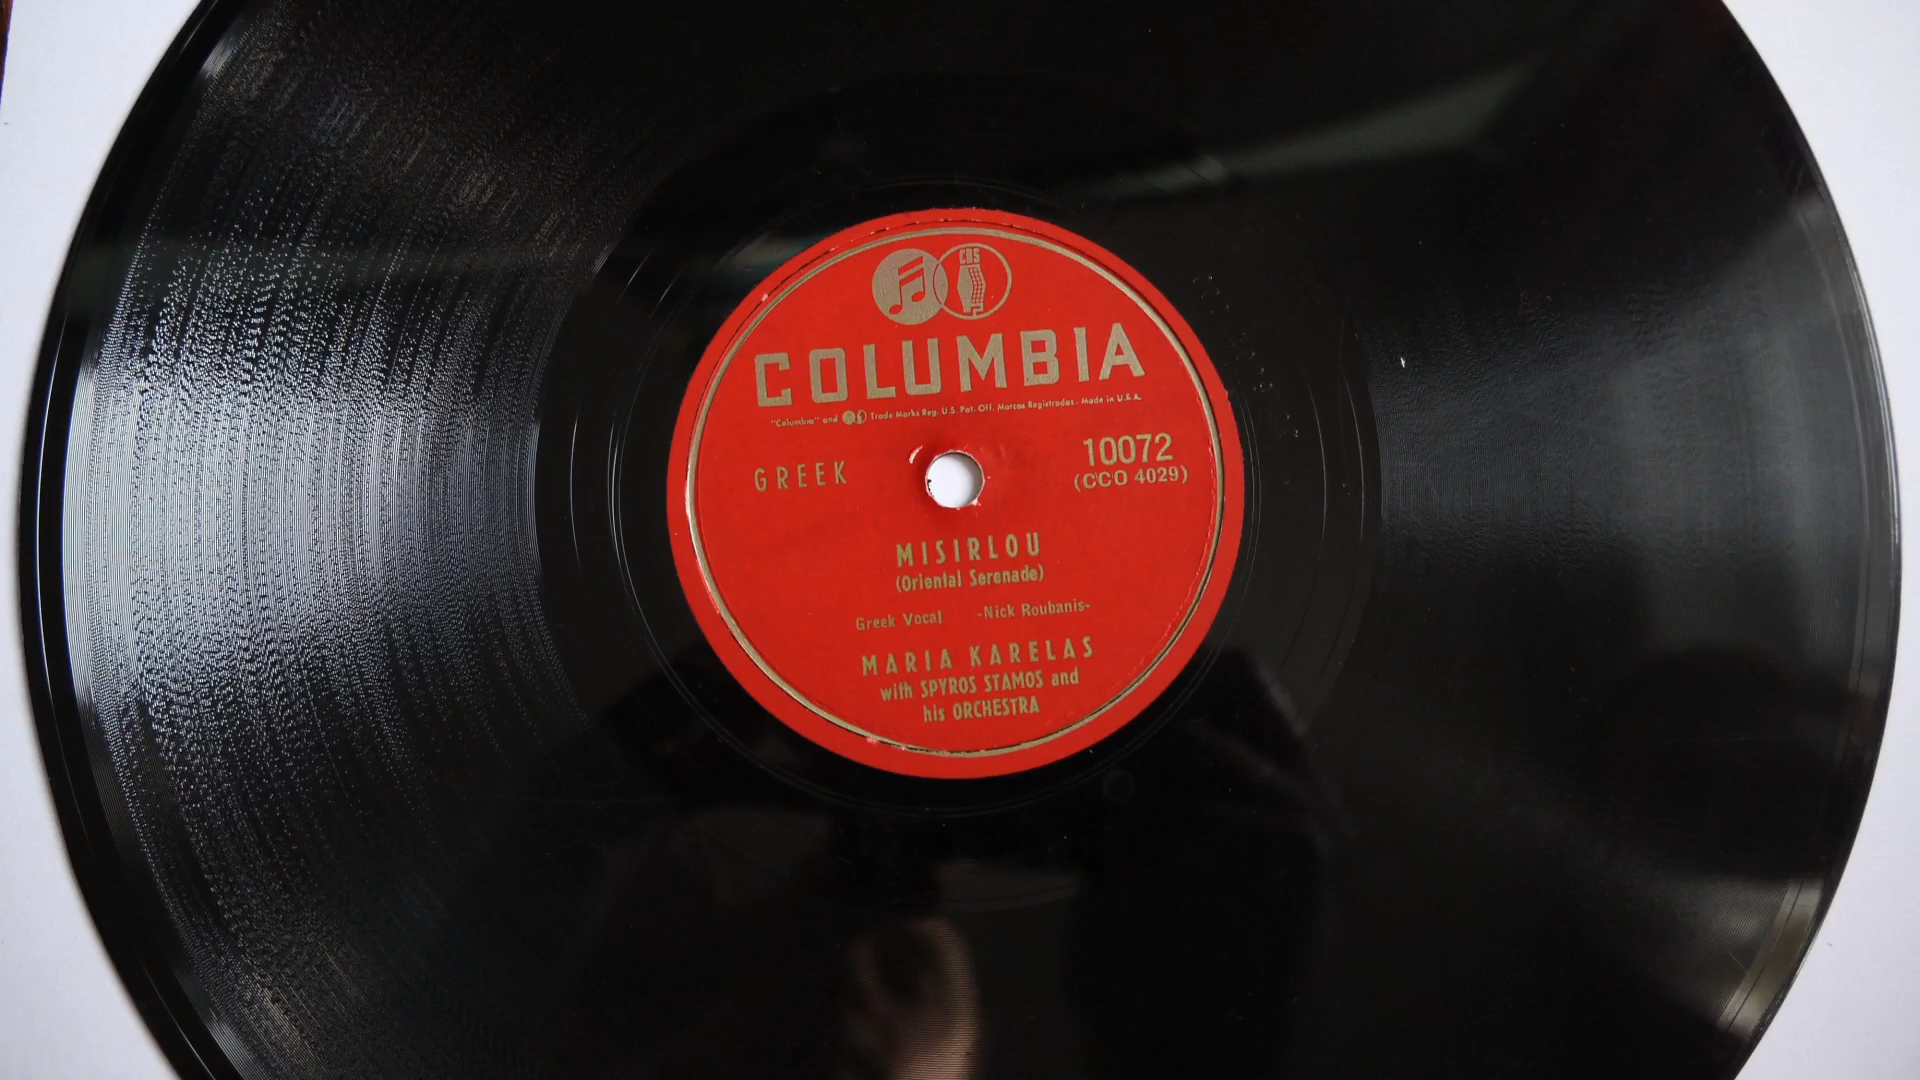 CBS
COLUMBIA
"Columbia" and Trade Marks Reg. U.S. Pat. Off. Marcas Registradas. Made in U.S.A.
GREEK
10072
(CCO 4029)
MISIRLOU
(Oriental Serenade)
Greek Vocal -Nick Roubanis-
MARIA KARELAS
with SPYROS STAMOS and
his ORCHESTRA